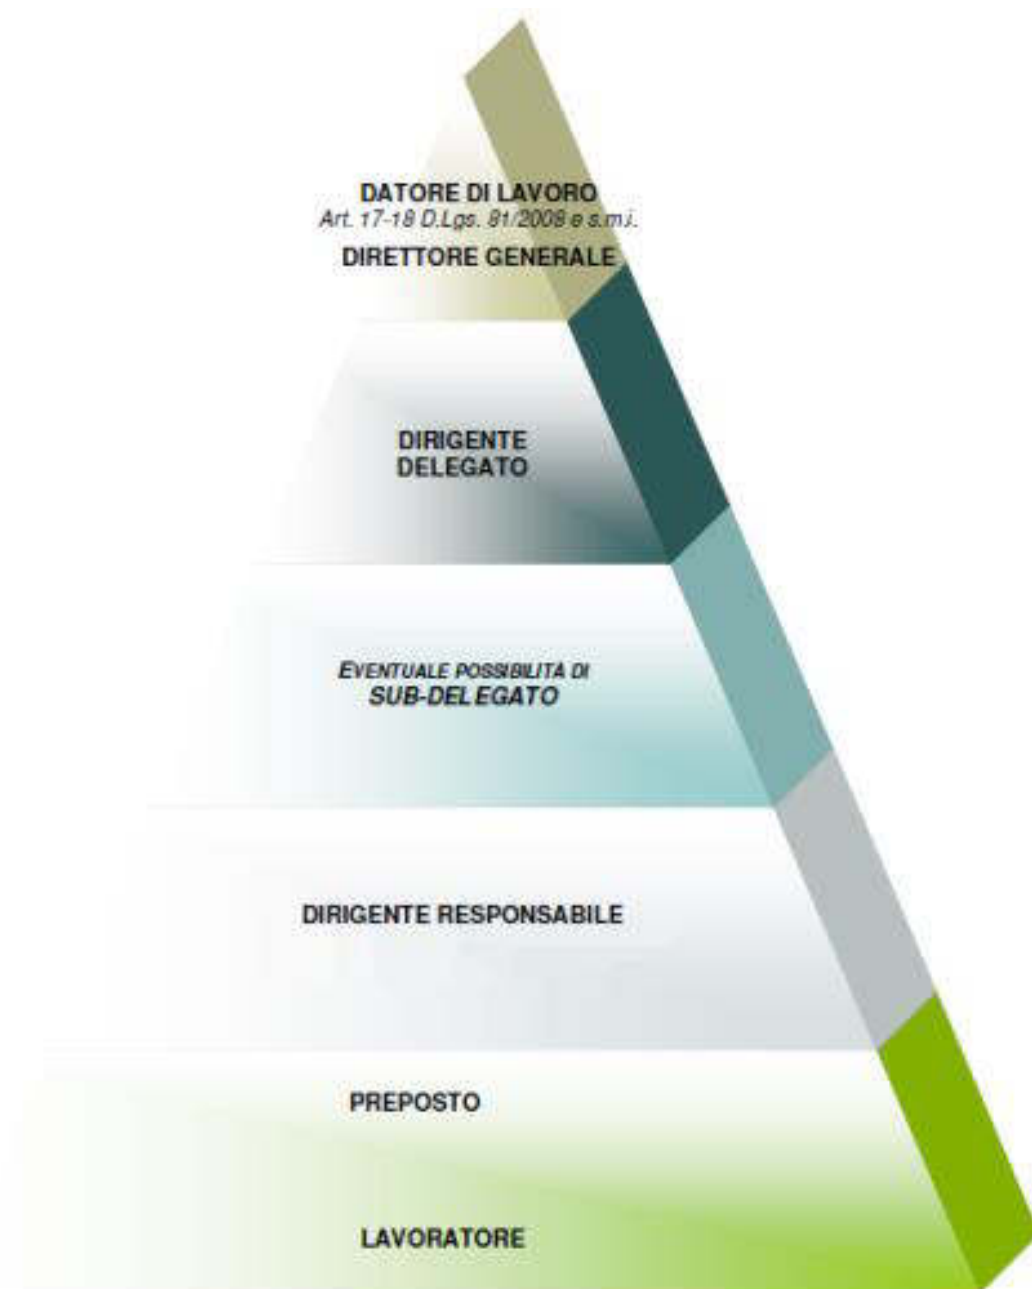 DATORE DI LAVORO
Art. 17-18 D.Lgs. 81/2008 e s.m.i.
DIRETTORE GENERALE
DIRIGENTE
DELEGATO
EVENTUALE POSSIBILITÀ DI
SUB-DELEGATO
DIRIGENTE RESPONSABILE
PREPOSTO
LAVORATORE